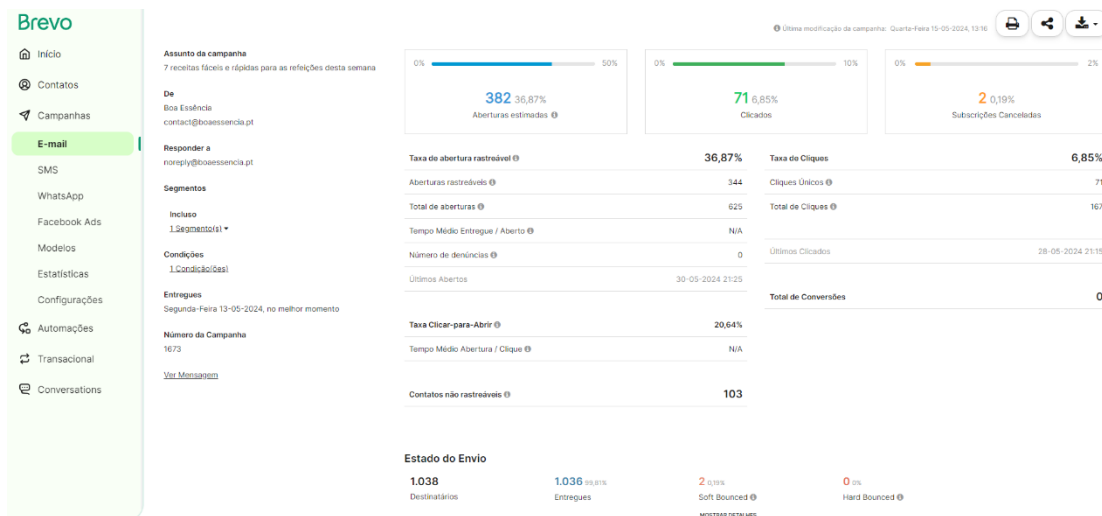 Brevo
Início
Contatos
Campanhas
E-mail
SMS
WhatsApp
Facebook Ads
Modelos
Estatísticas
Configurações
Automações
Transacional
Conversations
Última modificação da campanha: Quarta-Feira 15-05-2024, 13:16
Assunto da campanha
7 receitas fáceis e rápidas para as refeições desta semana
De
Boa Essência
contact@boaessencia.pt
Responder a
noreply@boaessencia.pt
Segmentos
Incluso
1 Segmento(s)
Condições
1 Condição(ões)
Entregues
Segunda-Feira 13-05-2024, no melhor momento
Número da Campanha
1673
Ver Mensagem
0% 50%
382 36,87%
Aberturas estimadas
0% 10%
71 6,85%
Clicados
0% 2%
2 0,19%
Subscrições Canceladas
Taxa de abertura rastreável 36,87%
Aberturas rastreáveis 344
Total de aberturas 625
Tempo Médio Entregue / Aberto N/A
Número de denúncias 0
Últimos Abertos 30-05-2024 21:25
Taxa Clicar-para-Abrir 20,64%
Tempo Médio Abertura / Clique N/A
Contatos não rastreáveis 103
Taxa de Cliques 6,85%
Cliques Únicos 71
Total de Cliques 167
Últimos Clicados 28-05-2024 21:15
Total de Conversões 0
Estado do Envio
1.038
Destinatários
1.036 99,81%
Entregues
2 0,19%
Soft Bounced
0 0%
Hard Bounced
MOSTRAR DETALHES